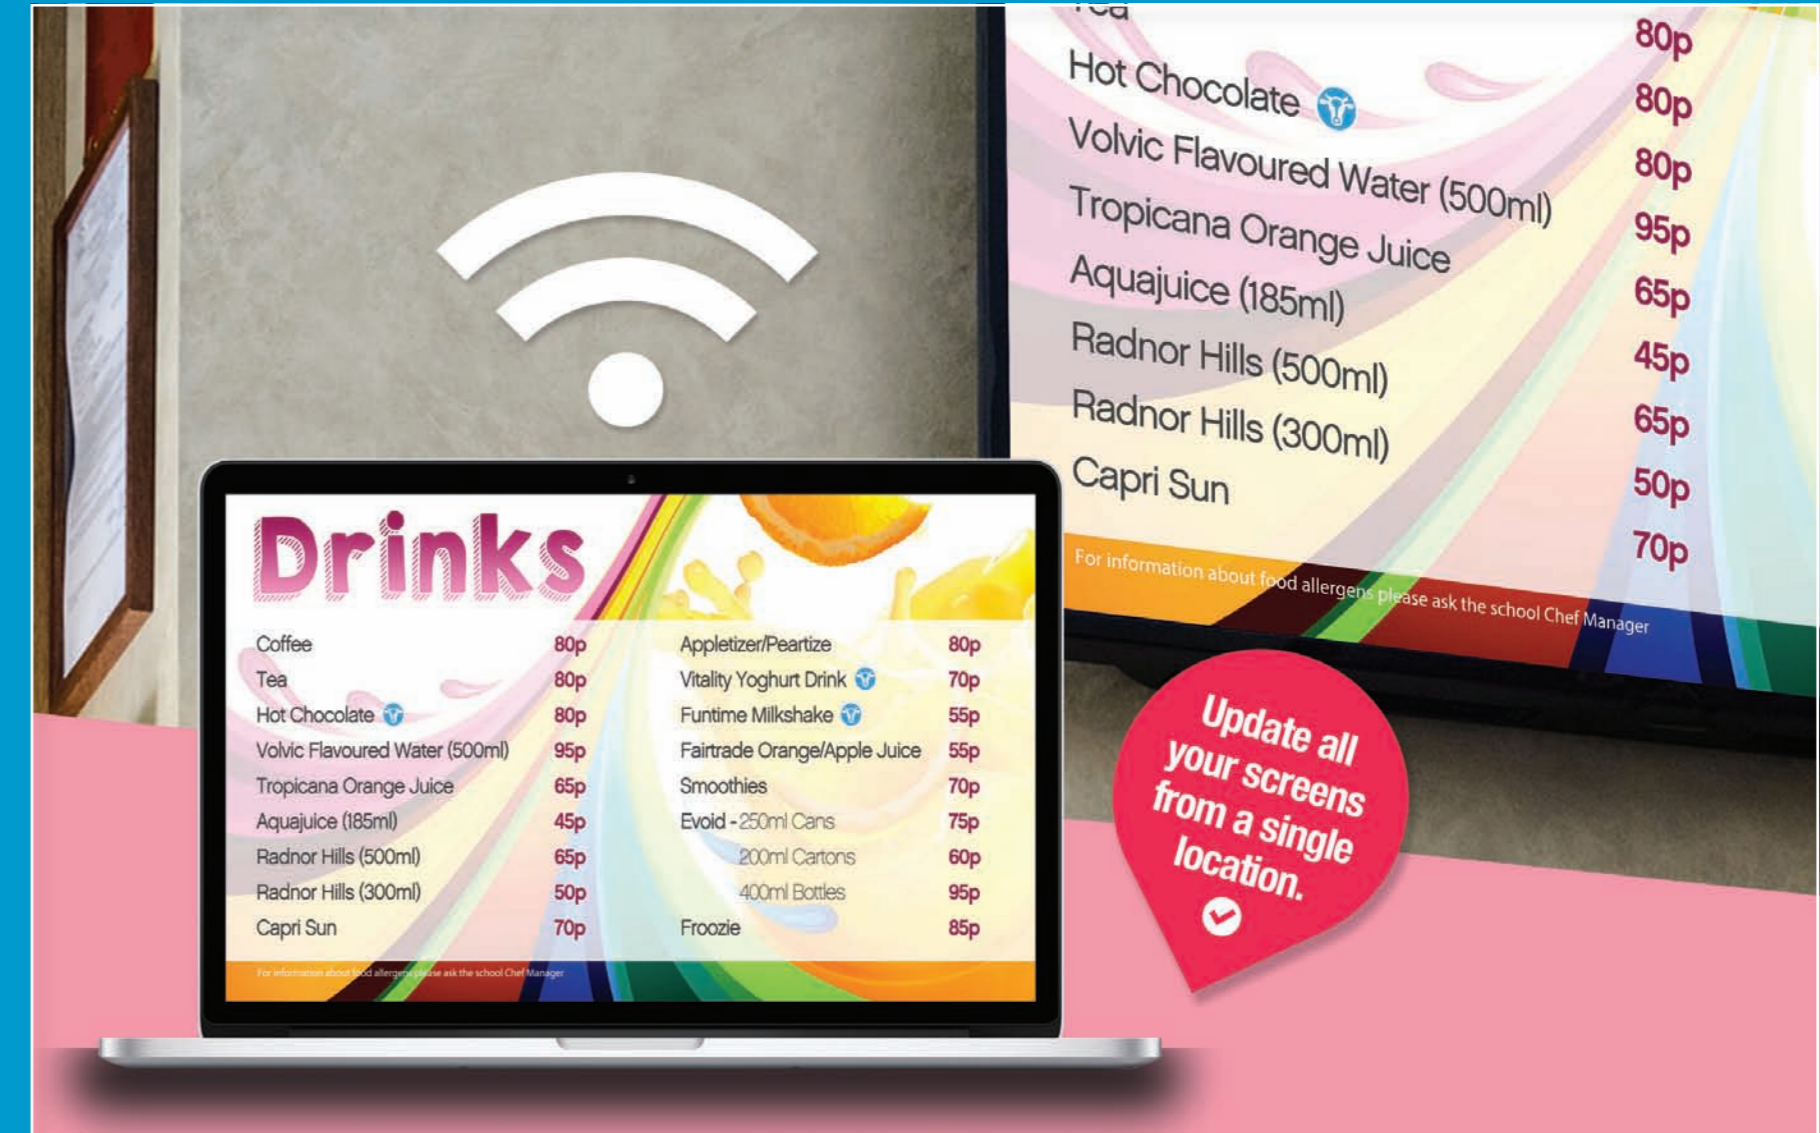 Tea
80p
Hot Chocolate
80p
Volvic Flavoured Water (500ml)
80p
Tropicana Orange Juice
95p
Aquajuice (185ml)
65p
Radnor Hills (500ml)
45p
Radnor Hills (300ml)
65p
Capri Sun
50p
70p
For information about food allergens please ask the school Chef Manager
Drinks
Coffee 80p
Tea 80p
Hot Chocolate 80p
Volvic Flavoured Water (500ml) 95p
Tropicana Orange Juice 65p
Aquajuice (185ml) 45p
Radnor Hills (500ml) 65p
Radnor Hills (300ml) 50p
Capri Sun 70p
Appletizer/Peartize 80p
Vitality Yoghurt Drink 70p
Funtime Milkshake 55p
Fairtrade Orange/Apple Juice 55p
Smoothies 70p
Evoid - 250ml Cans 75p
200ml Cartons 60p
400ml Bottles 95p
Froozie 85p
For information about food allergens please ask the school Chef Manager
Update all
your screens
from a single
location.